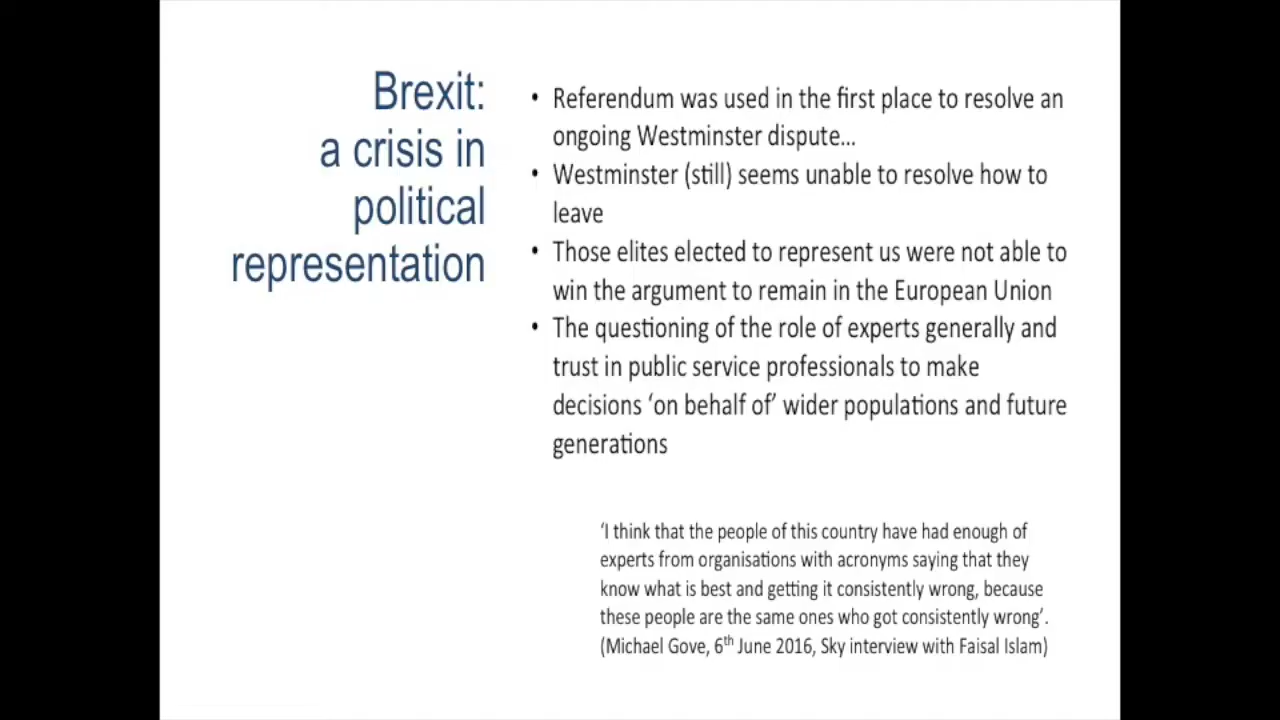 Brexit:
a crisis in
political
representation
• Referendum was used in the first place to resolve an
ongoing Westminster dispute...
• Westminster (still) seems unable to resolve how to
leave
• Those elites elected to represent us were not able to
win the argument to remain in the European Union
• The questioning of the role of experts generally and
trust in public service professionals to make
decisions ‘on behalf of’ wider populations and future
generations
‘I think that the people of this country have had enough of
experts from organisations with acronyms saying that they
know what is best and getting it consistently wrong, because
these people are the same ones who got consistently wrong’.
(Michael Gove, 6th June 2016, Sky interview with Faisal Islam)